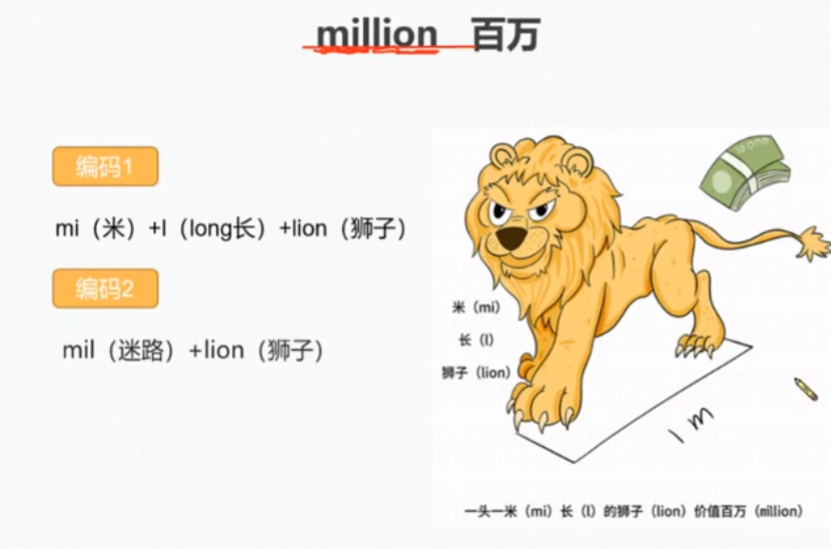 million 百万
编码1
mi（米）+l（long长）+lion（狮子）
编码2
mil（迷路）+lion（狮子）
米（mi）
长（l）
狮子（lion）
1m
一头一米（mi）长（l）的狮子（lion）价值百万（million）